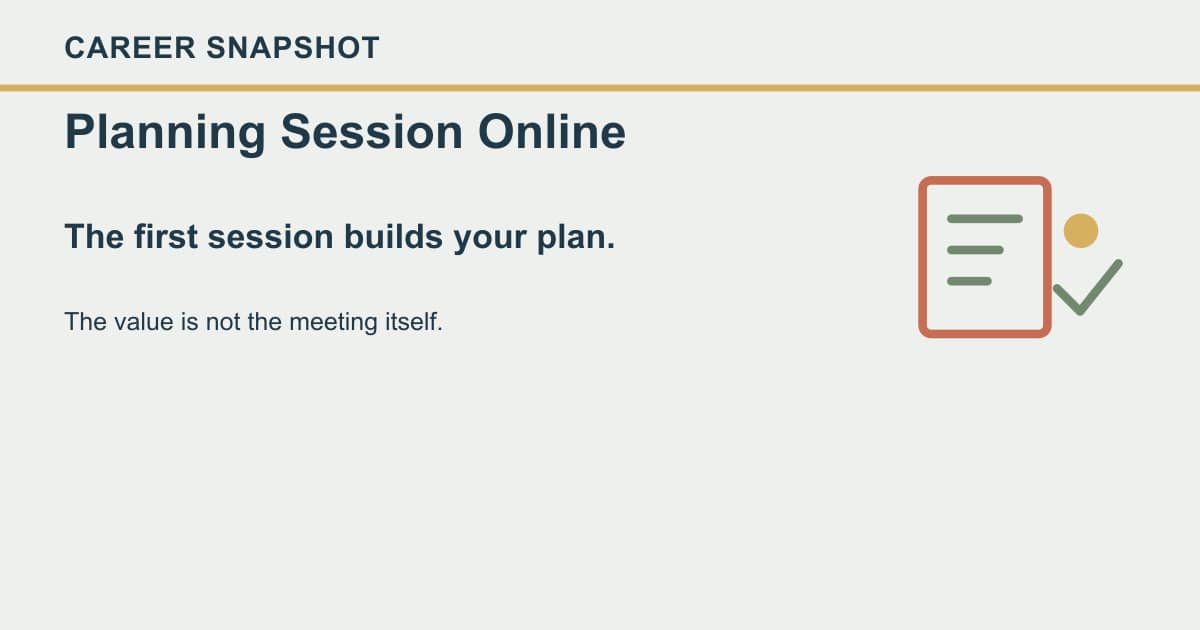 CAREER SNAPSHOT
Planning Session Online
The first session builds your plan.
The value is not the meeting itself.